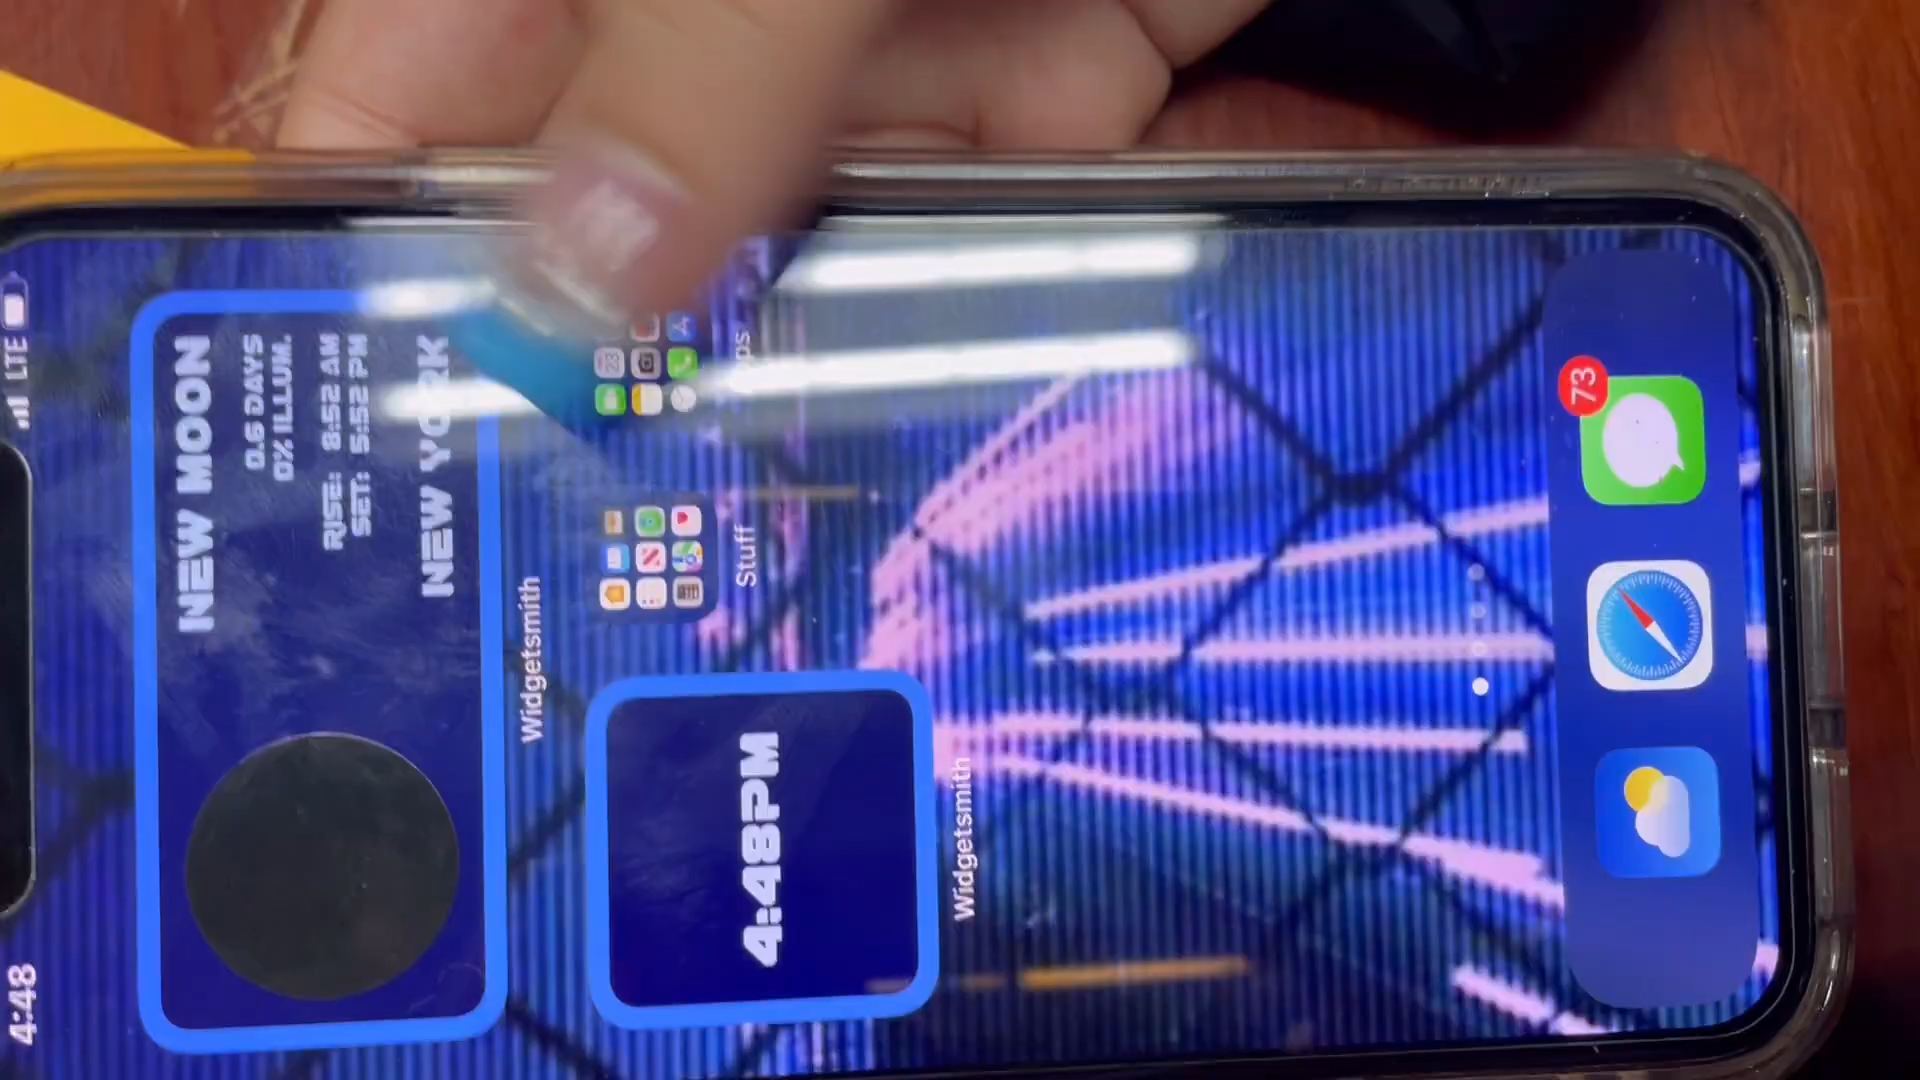 4:48
LTE
NEW MOON
0.6 DAYS
0% ILLUM.
RISE: 8:52 AM
SET: 5:52 PM
NEW YORK
Widgetsmith
4:48PM
Stuff
Widgetsmith
73